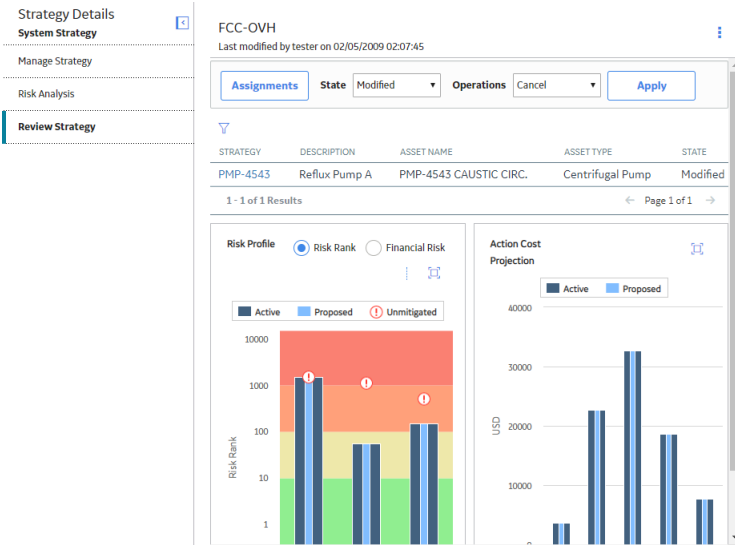 Strategy Details
System Strategy
Manage Strategy
Risk Analysis
Review Strategy
FCC-OVH
Last modified by tester on 02/05/2009 02:07:45
Assignments State Modified Operations Cancel Apply
STRATEGY DESCRIPTION ASSET NAME ASSET TYPE STATE
PMP-4543 Reflux Pump A PMP-4543 CAUSTIC CIRC. Centrifugal Pump Modified
1 - 1 of 1 Results Page 1 of 1
Risk Profile Risk Rank Financial Risk
Active Proposed Unmitigated
10000
1000
100
10
1
Risk Rank
Action Cost
Projection
Active Proposed
40000
30000
20000
10000
0
USD